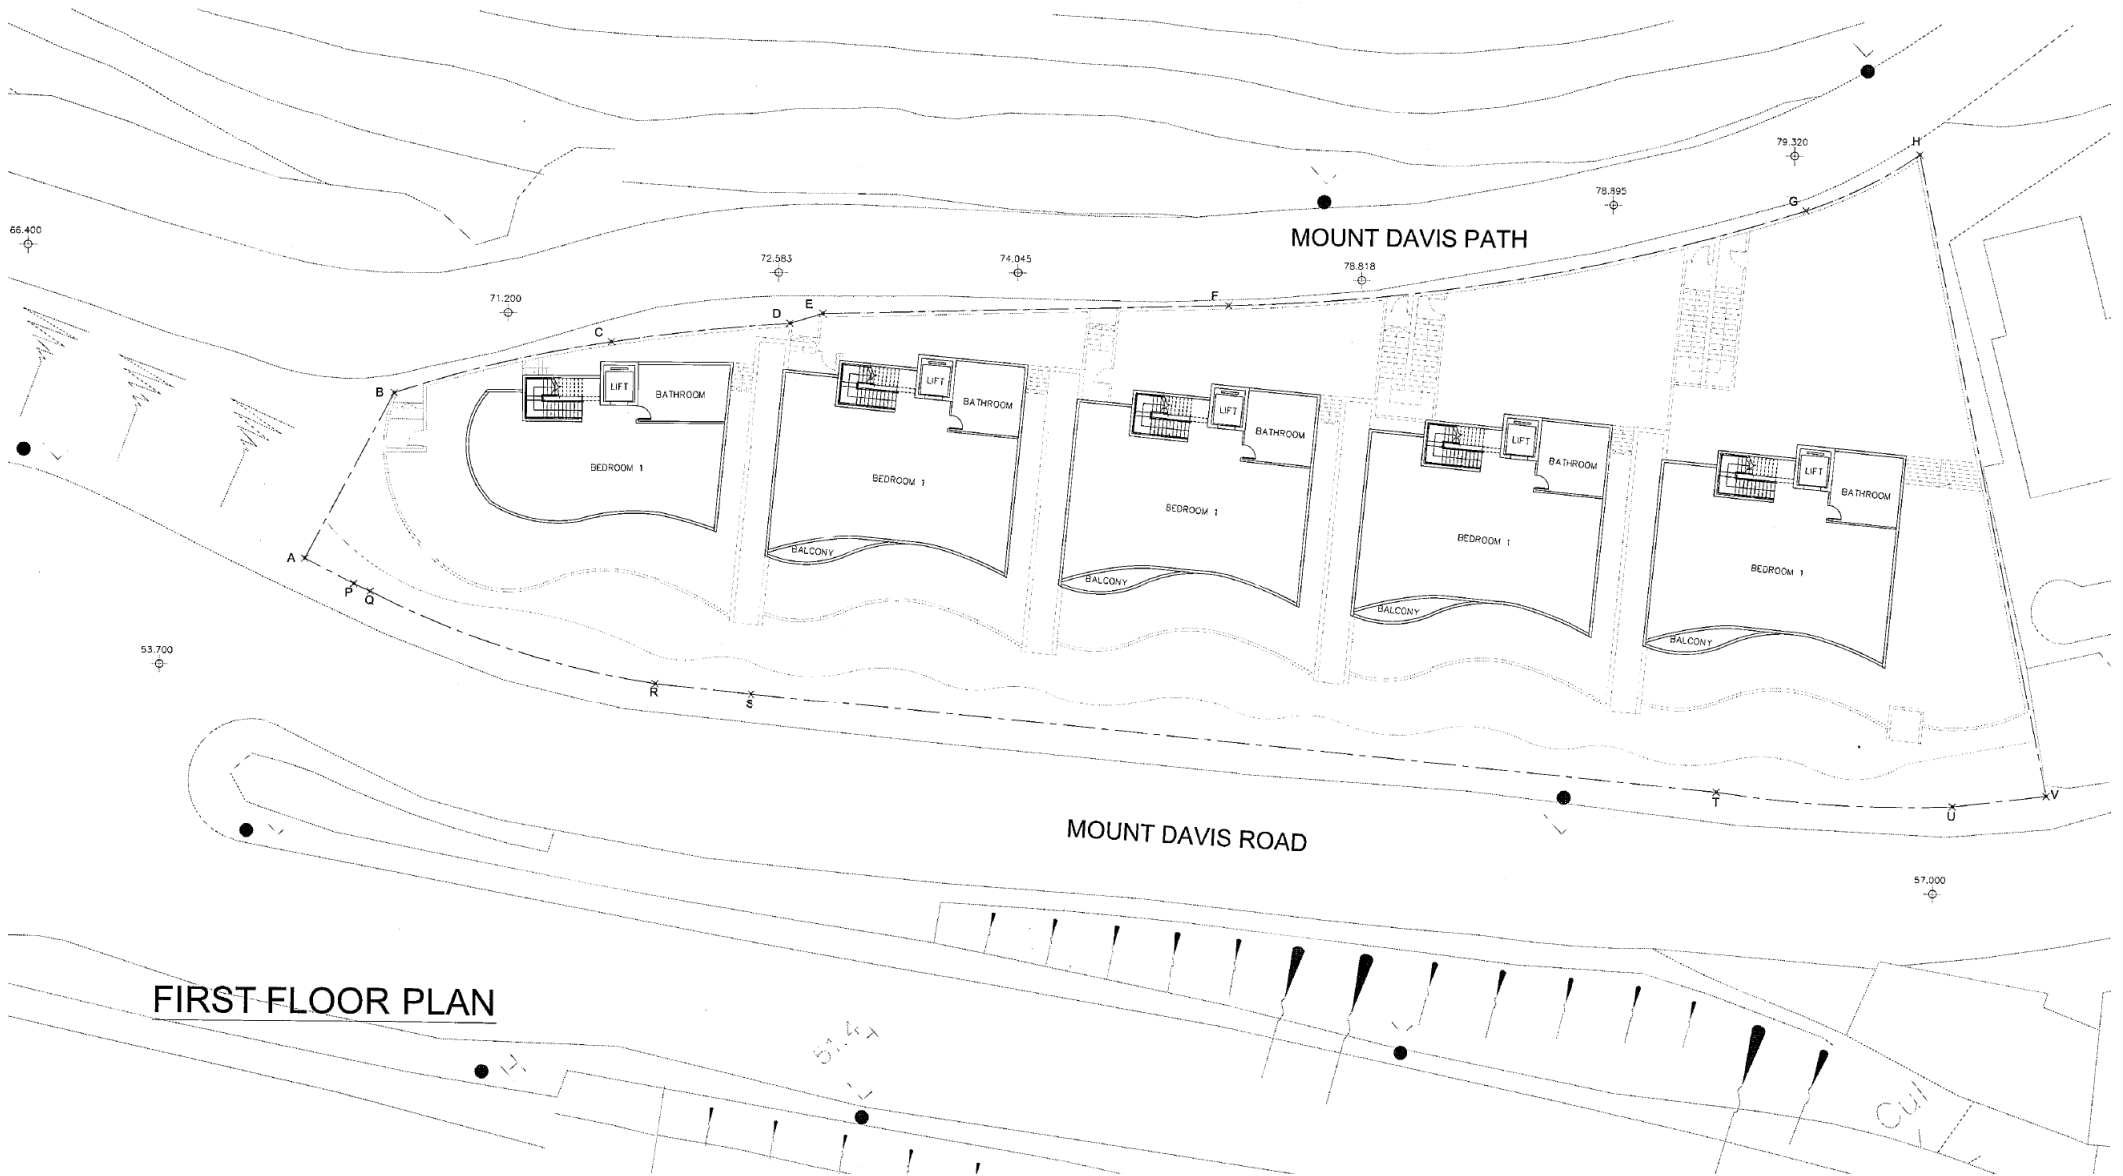 H
79.320
78.895
G
66.400
MOUNT DAVIS PATH
72.583
74.045
78.818
71.200
E
F
D
C
B
LIFT
BATHROOM
BEDROOM 1
LIFT
BATHROOM
BEDROOM 1
BALCONY
LIFT
BATHROOM
BEDROOM 1
BALCONY
LIFT
BATHROOM
BEDROOM 1
BALCONY
LIFT
BATHROOM
BEDROOM 1
BALCONY
A
P
Q
53.700
R
S
T
U
V
MOUNT DAVIS ROAD
57.000
FIRST FLOOR PLAN